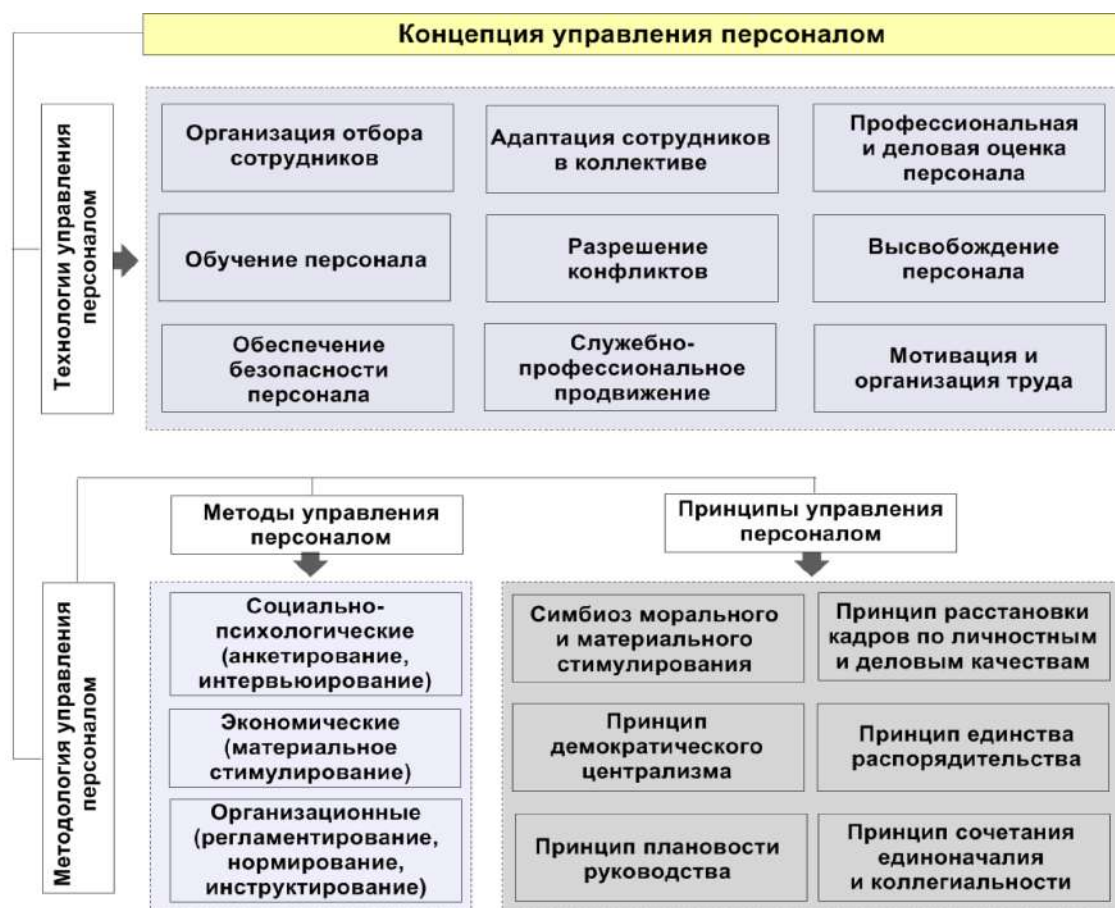 Концепция управления персоналом
Технологии управления
персоналом
Организация отбора
сотрудников
Адаптация сотрудников
в коллективе
Профессиональная
и деловая оценка
персонала
Обучение персонала
Разрешение
конфликтов
Высвобождение
персонала
Обеспечение
безопасности
персонала
Служебно-
профессиональное
продвижение
Мотивация и
организация труда
Методология управления
персоналом
Методы управления
персоналом
Социально-
психологические
(анкетирование,
интервьюирование)
Экономические
(материальное
стимулирование)
Организационные
(регламентирование,
нормирование,
инструктирование)
Принципы управления
персоналом
Симбиоз морального
и материального
стимулирования
Принцип расстановки
кадров по личностным
и деловым качествам
Принцип
демократического
централизма
Принцип единства
распорядительства
Принцип плановости
руководства
Принцип сочетания
единоначалия
и коллегиальности